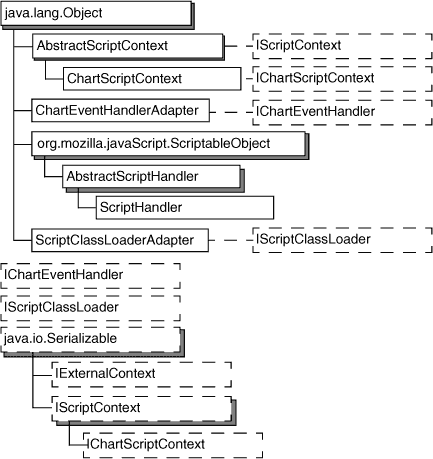 java.lang.Object
AbstractScriptContext
IScriptContext
ChartScriptContext
IChartScriptContext
ChartEventHandlerAdapter
IChartEventHandler
org.mozilla.javaScript.ScriptableObject
AbstractScriptHandler
ScriptHandler
ScriptClassLoaderAdapter
IScriptClassLoader
IChartEventHandler
IScriptClassLoader
java.io.Serializable
IExternalContext
IScriptContext
IChartScriptContext